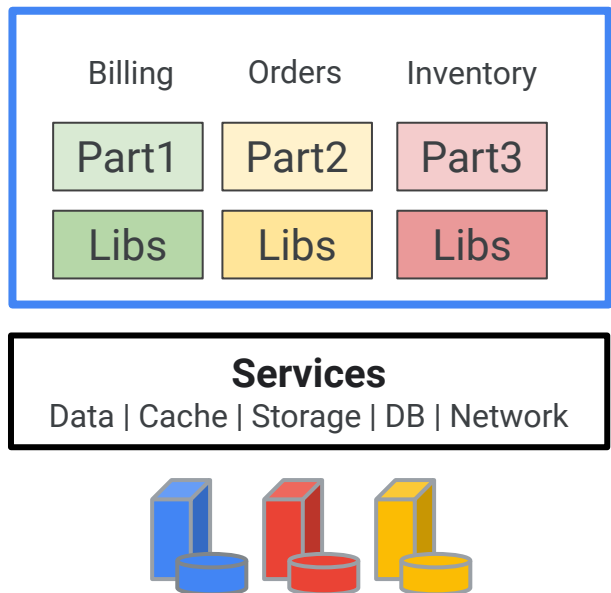 Billing Orders Inventory
Part1 Part2 Part3
Libs Libs Libs
Services
Data | Cache | Storage | DB | Network